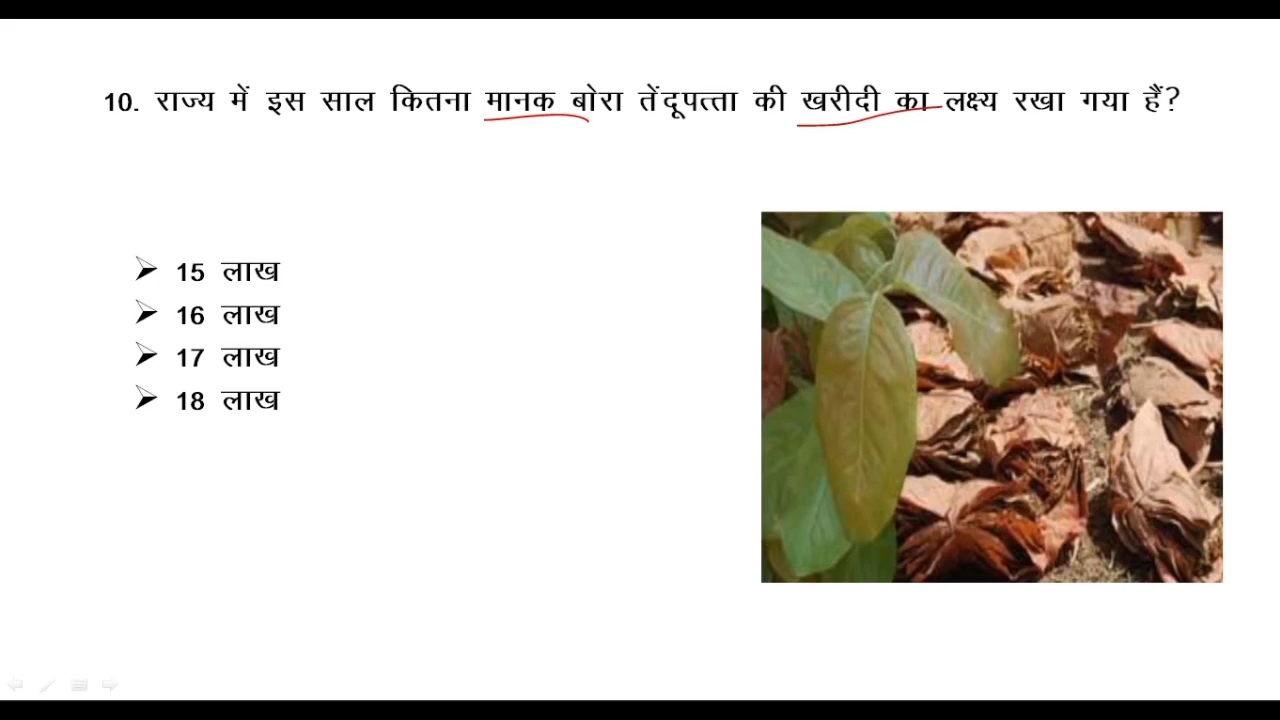 10. राज्य में इस साल कितना मानक बोरा तेंदूपत्ता की खरीदी का लक्ष्य रखा गया हैं?
15 लाख
16 लाख
17 लाख
18 लाख